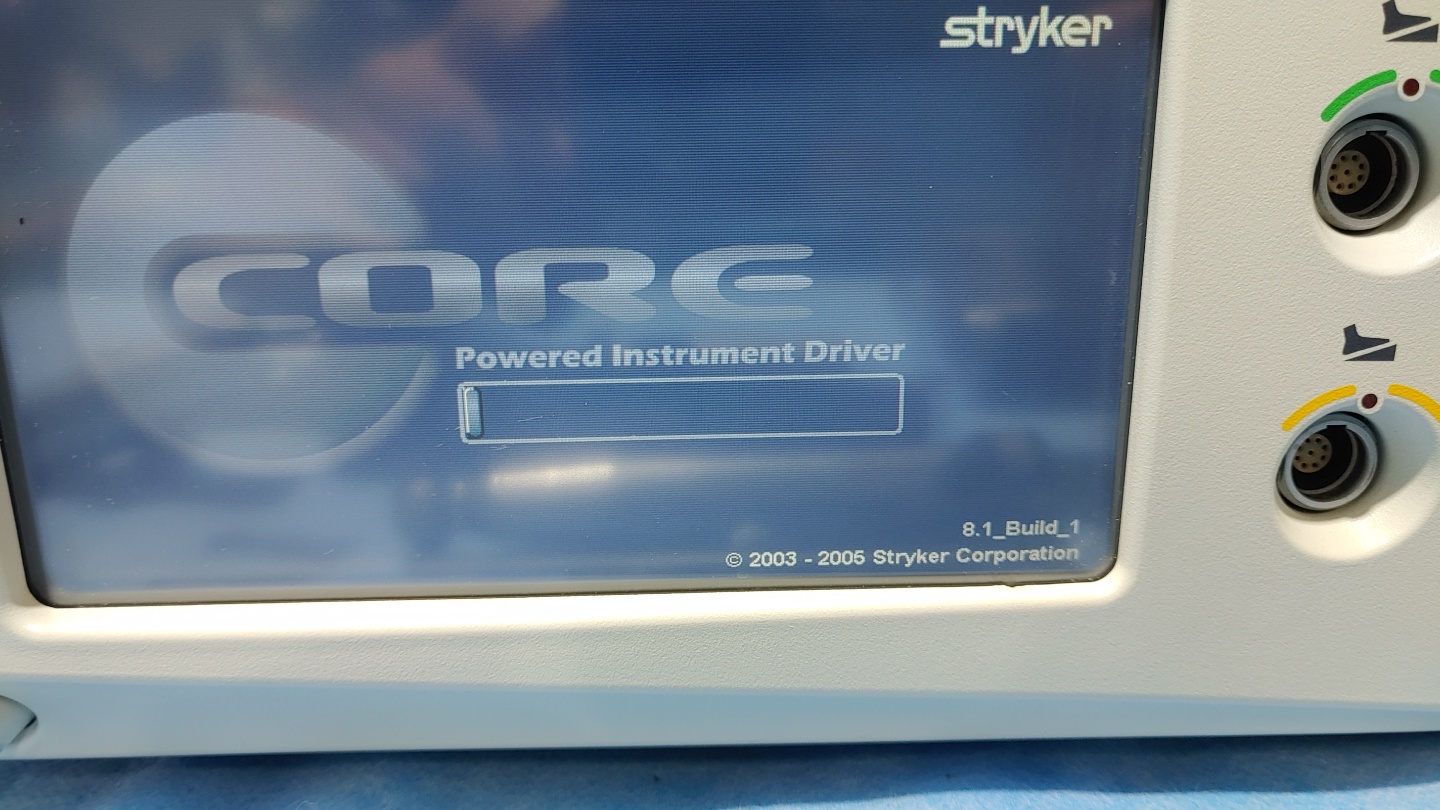 stryker
CORE
Powered Instrument Driver
8.1_Build_1
© 2003 - 2005 Stryker Corporation